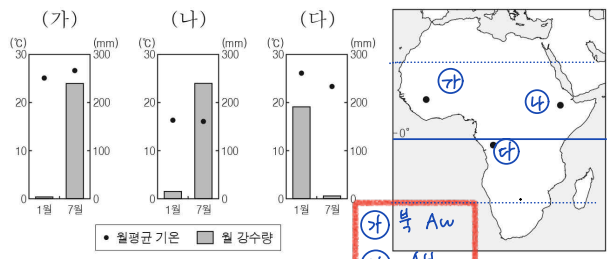 (가) (나) (다)
(℃) (mm) (℃) (mm) (℃) (mm)
30 300 30 300 30 300
20 200 20 200 20 200
10 100 10 100 10 100
0 0 0 0 0 0
1월 7월 1월 7월 1월 7월
월평균 기온 월 강수량
가
나
0°
다
가 북 Aw